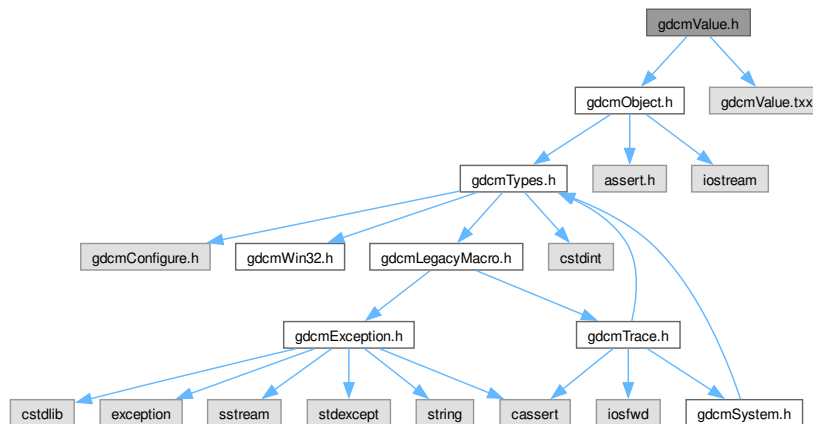 gdcmValue.h
gdcmObject.h
gdcmValue.txx
gdcmTypes.h
assert.h
iostream
gdcmConfigure.h
gdcmWin32.h
gdcmLegacyMacro.h
cstdint
gdcmException.h
gdcmTrace.h
cstdlib
exception
sstream
stdexcept
string
cassert
iosfwd
gdcmSystem.h